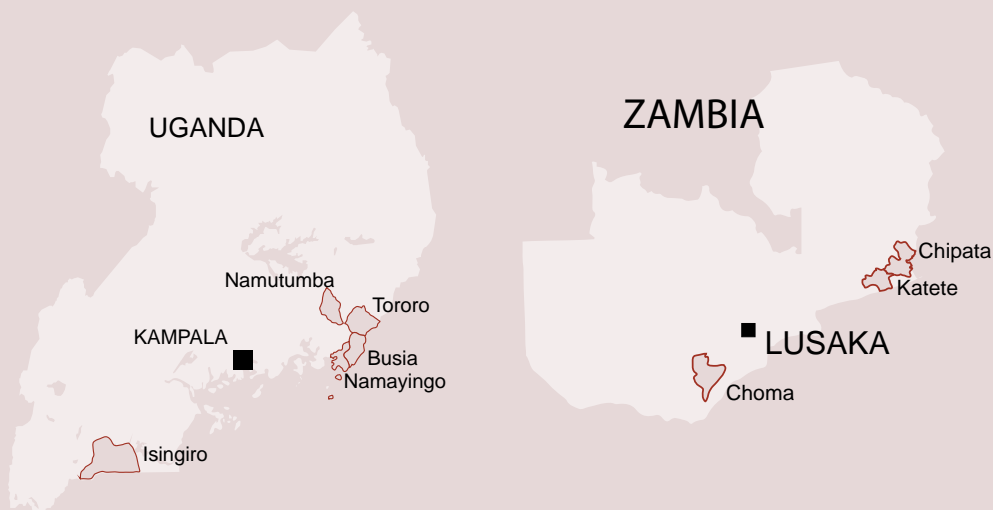 UGANDA
Namutumba
Tororo
KAMPALA
Busia
Namayingo
Isingiro
ZAMBIA
Chipata
Katete
LUSAKA
Choma